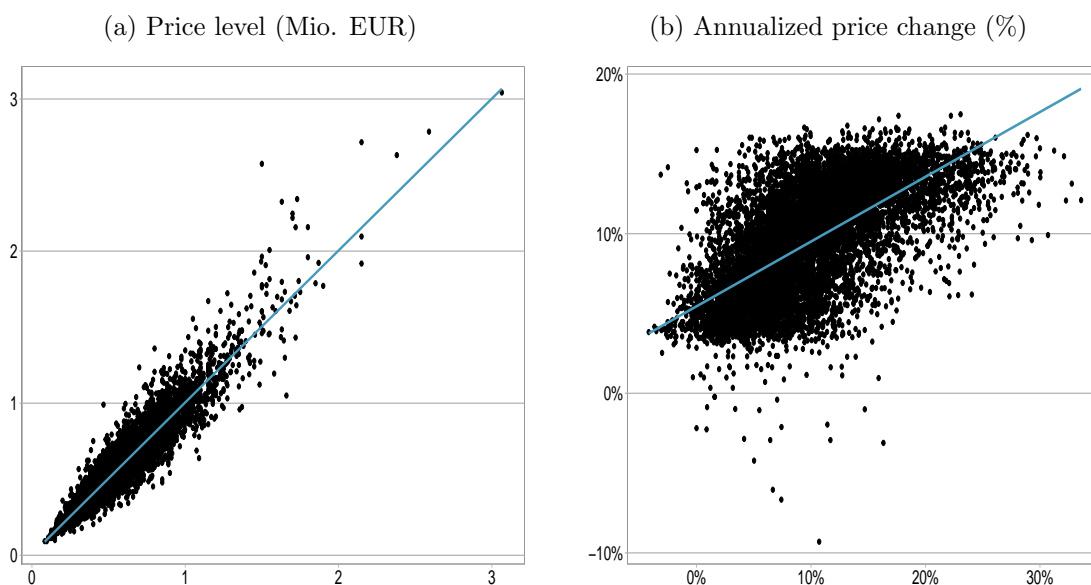 (a) Price level (Mio. EUR)
3
2
1
0
0 1 2 3
(b) Annualized price change (%)
20%
10%
0%
−10%
0% 10% 20% 30%